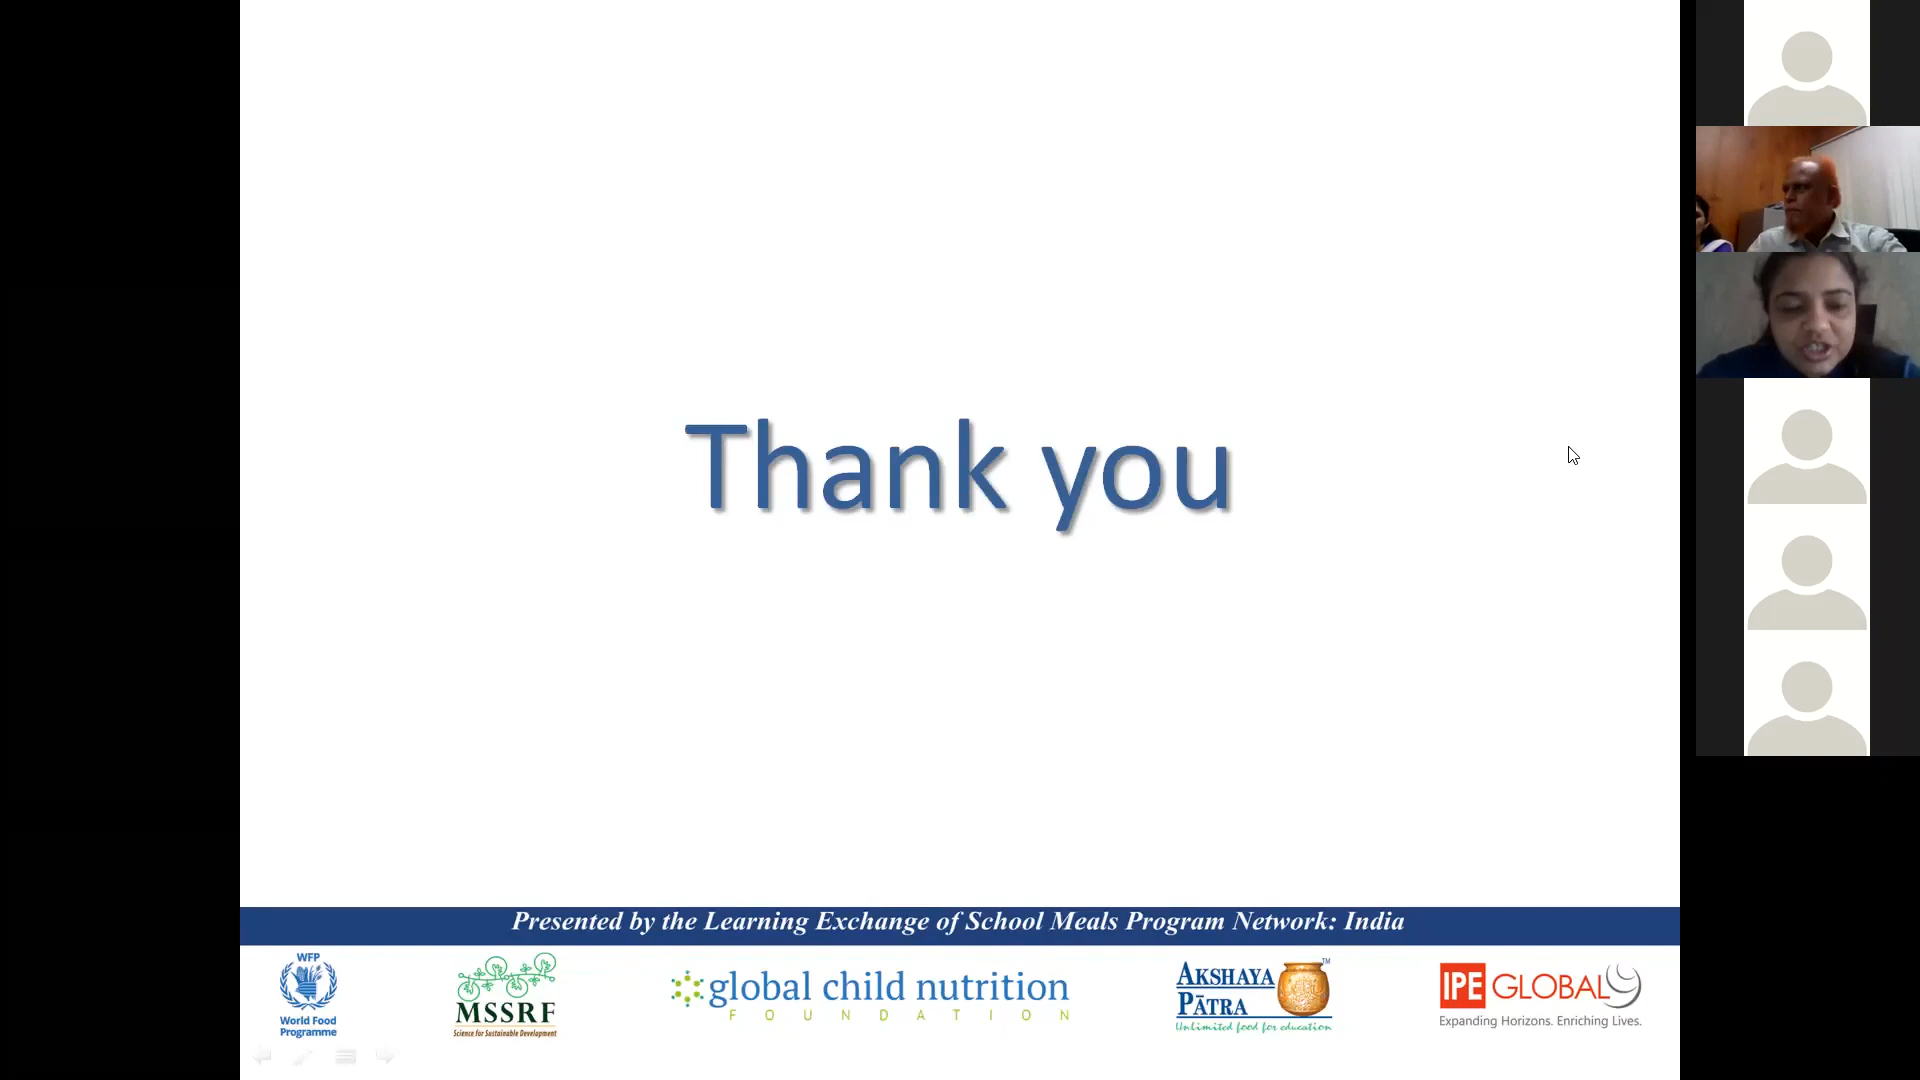 Thank you
Presented by the Learning Exchange of School Meals Program Network: India
WFP
World Food
Programme
MSSRF
Science for Sustainable Development
global child nutrition
FOUNDATION
AKSHAYA
PĀTRA
TM
Unlimited food for education
IPE GLOBAL
Expanding Horizons. Enriching Lives.